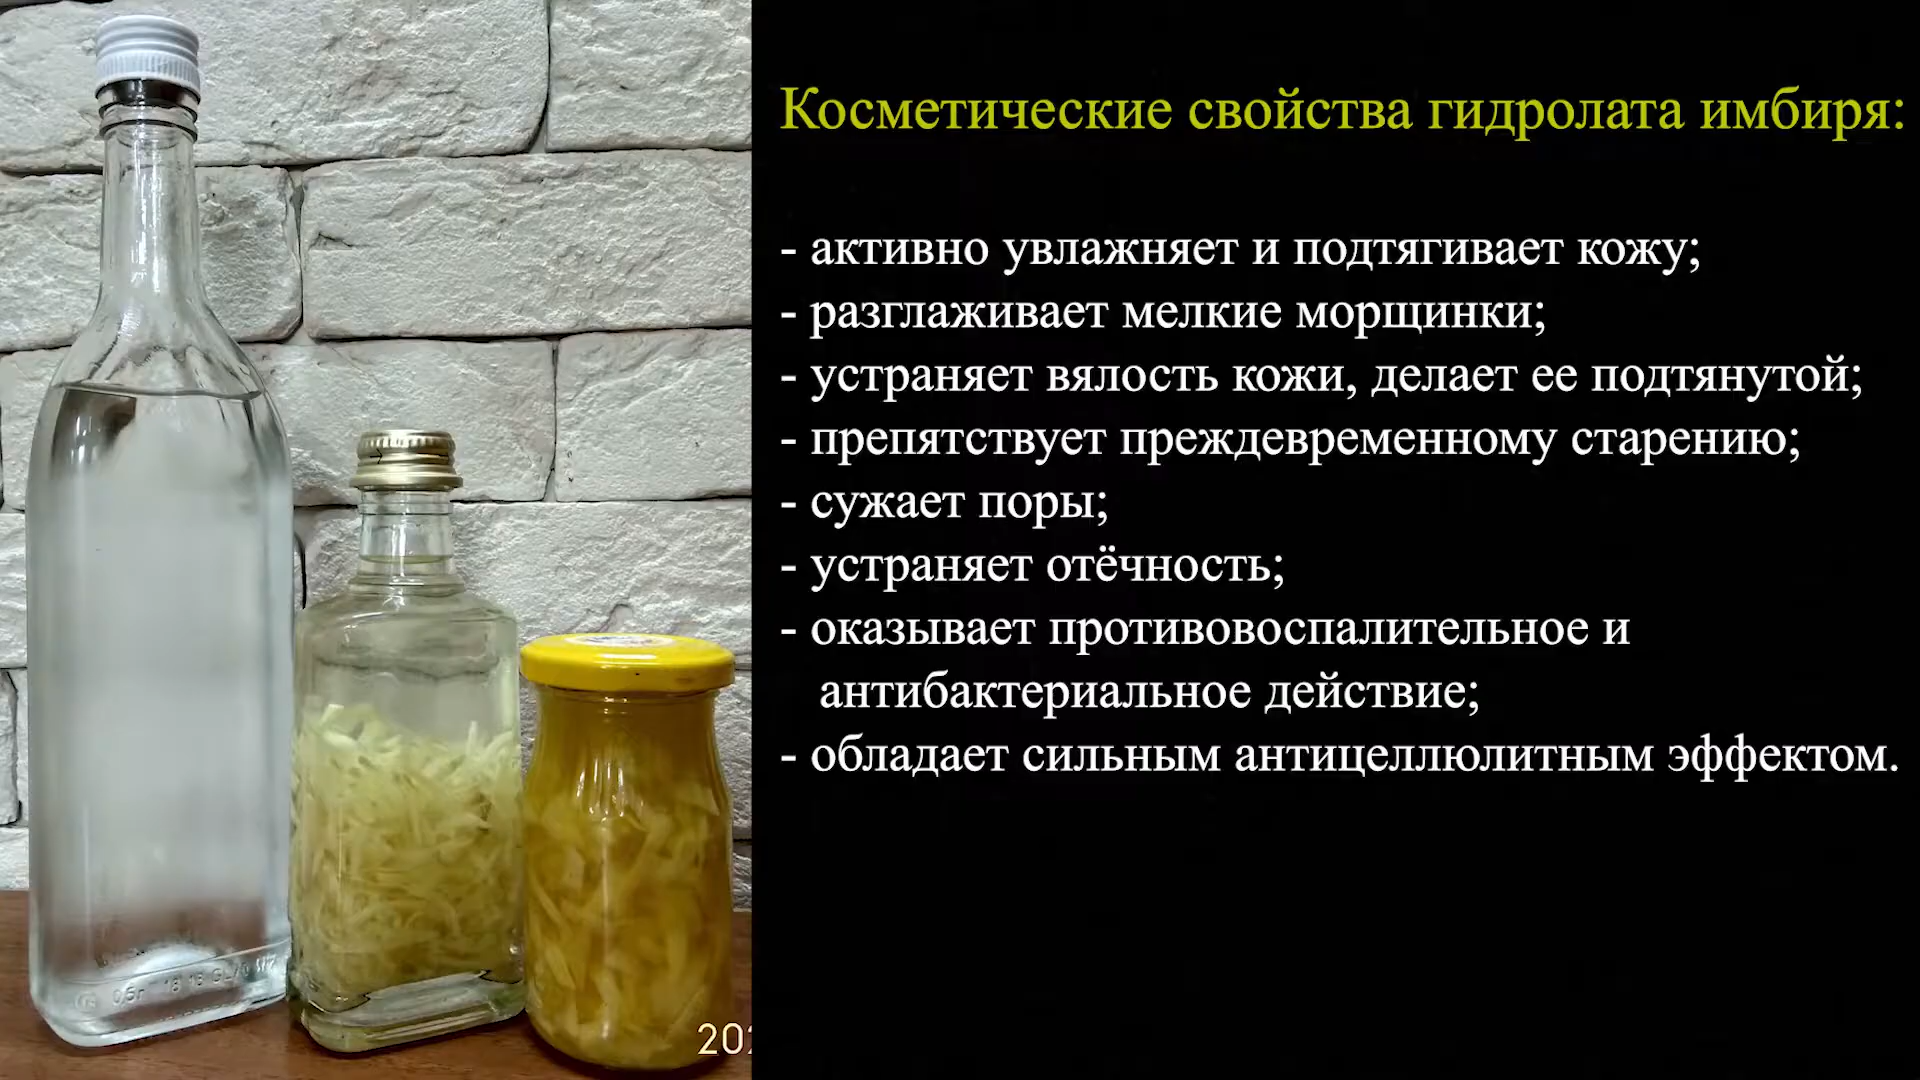 Косметические свойства гидролата имбиря:
- активно увлажняет и подтягивает кожу;
- разглаживает мелкие морщинки;
- устраняет вялость кожи, делает ее подтянутой;
- препятствует преждевременному старению;
- сужает поры;
- устраняет отёчность;
- оказывает противовоспалительное и
антибактериальное действие;
- обладает сильным антицеллюлитным эффектом.